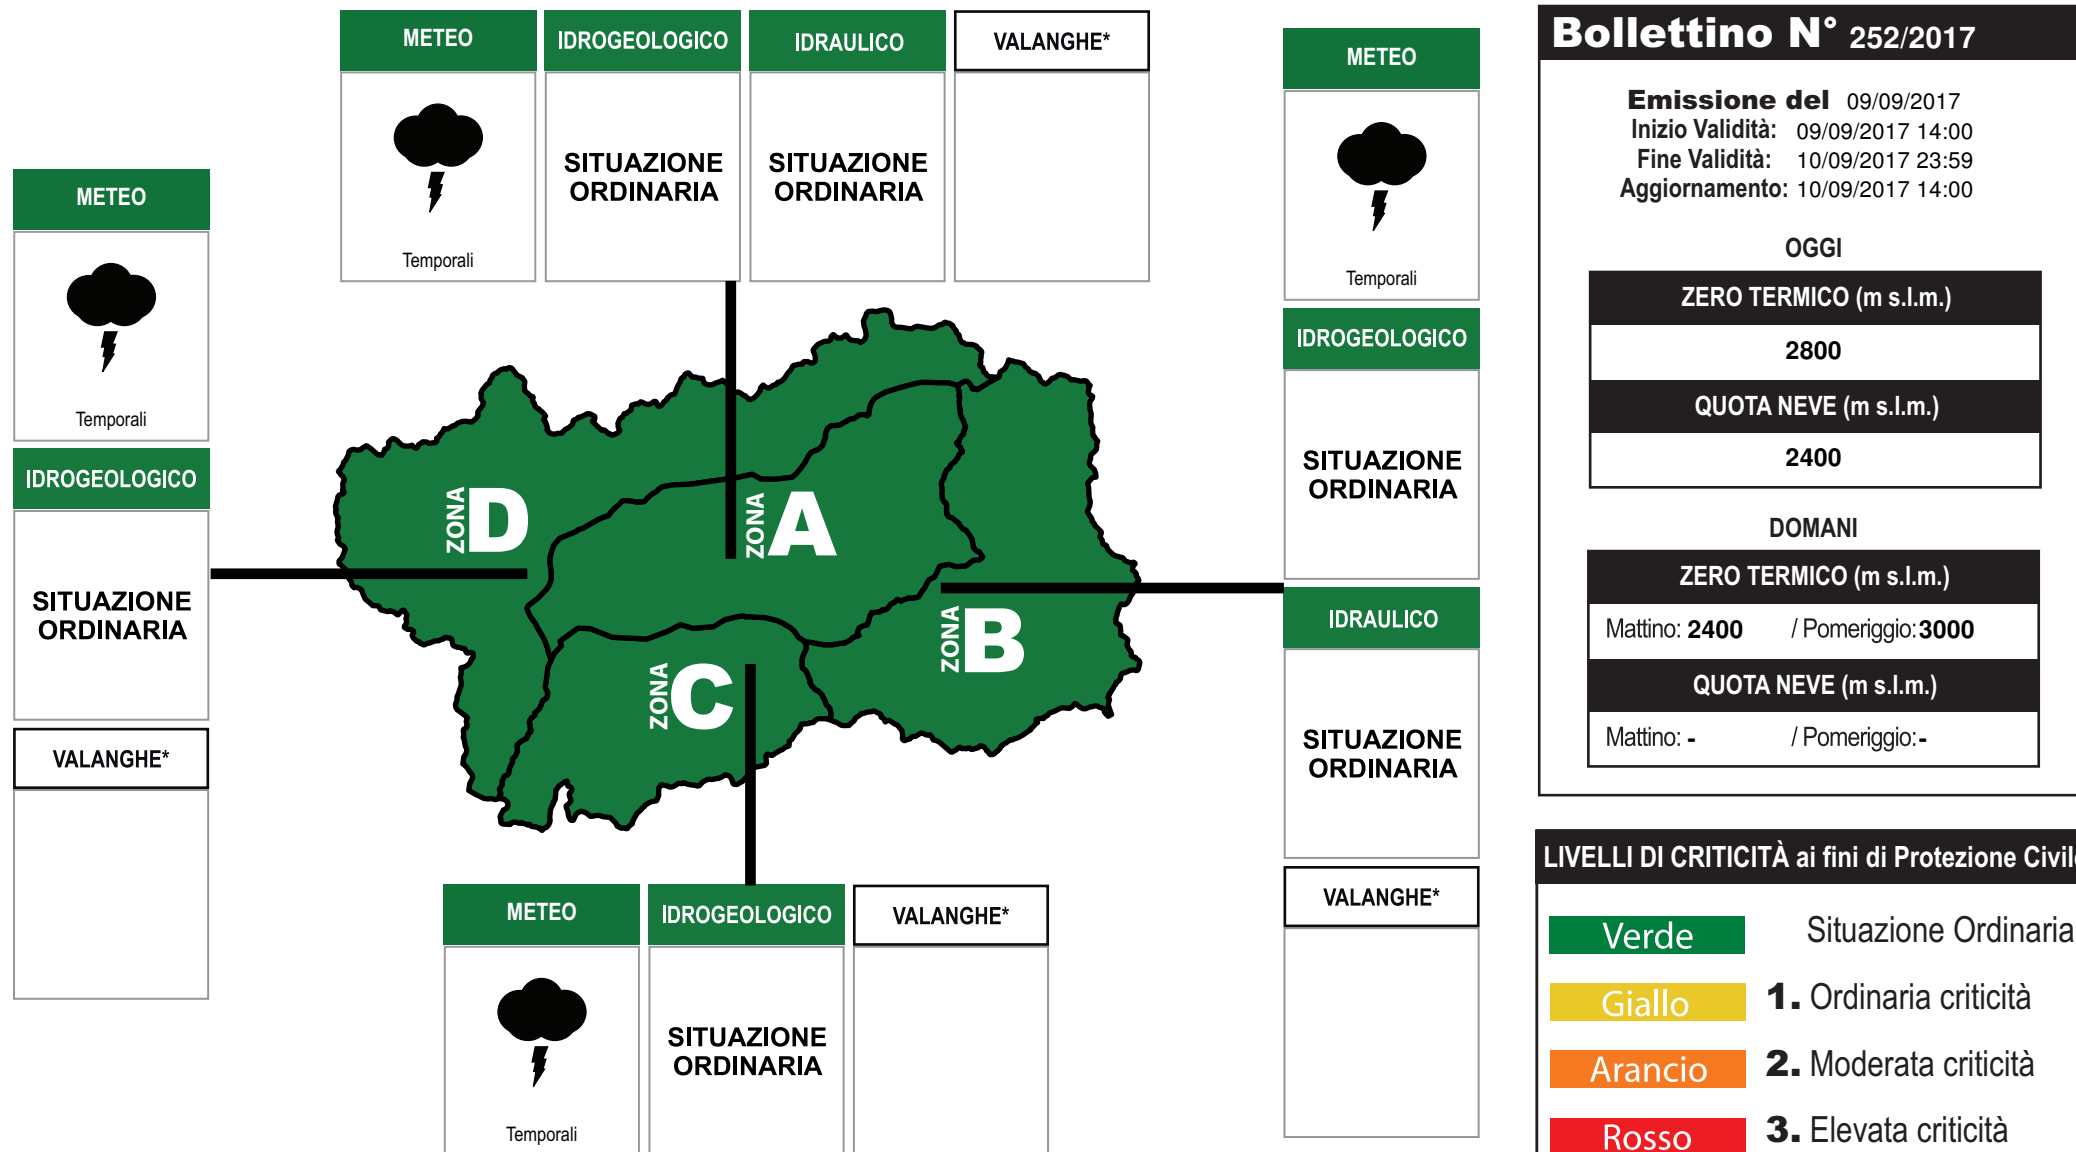 METEO
IDROGEOLOGICO
IDRAULICO
VALANGHE*
Temporali
SITUAZIONE
ORDINARIA
SITUAZIONE
ORDINARIA
METEO
Temporali
IDROGEOLOGICO
SITUAZIONE
ORDINARIA
VALANGHE*
ZONA D
ZONA A
ZONA B
ZONA C
METEO
Temporali
IDROGEOLOGICO
SITUAZIONE
ORDINARIA
IDRAULICO
SITUAZIONE
ORDINARIA
VALANGHE*
METEO
IDROGEOLOGICO
VALANGHE*
Temporali
SITUAZIONE
ORDINARIA
Bollettino N° 252/2017
Emissione del 09/09/2017
Inizio Validità: 09/09/2017 14:00
Fine Validità: 10/09/2017 23:59
Aggiornamento: 10/09/2017 14:00
OGGI
ZERO TERMICO (m s.l.m.)
2800
QUOTA NEVE (m s.l.m.)
2400
DOMANI
ZERO TERMICO (m s.l.m.)
Mattino: 2400 / Pomeriggio: 3000
QUOTA NEVE (m s.l.m.)
Mattino: - / Pomeriggio: -
LIVELLI DI CRITICITÀ ai fini di Protezione Civil
Verde Situazione Ordinaria
Giallo 1. Ordinaria criticità
Arancio 2. Moderata criticità
Rosso 3. Elevata criticità